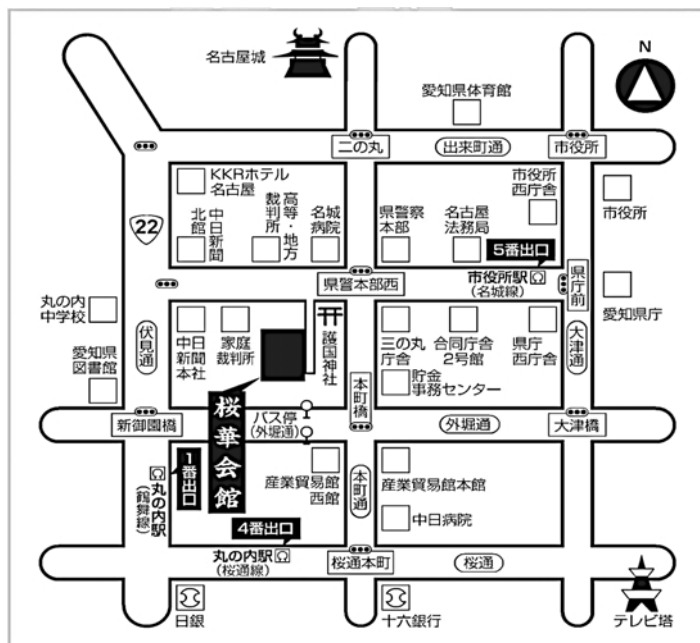 名古屋城
N
愛知県体育館
二の丸
出来町通
市役所
KKRホテル
名古屋
市役所
西庁舎
中日新聞
北館
高等・地方
裁判所
名城
病院
県警察
本部
名古屋
法務局
市役所
22
5番出口
県警本部西
市役所駅
(名城線)
県庁前
愛知県庁
丸の内
中学校
伏見通
中日
新聞
本社
家庭
裁判所
護国神社
三の丸
庁舎
合同庁舎
2号館
県庁
西庁舎
大津通
愛知県
図書館
本町橋
貯金
事務センター
桜華会館
新御園橋
バス停
(外堀通)
外堀通
大津橋
1番出口
丸の内駅
(鶴舞線)
産業貿易館
西館
本町通
産業貿易館本館
中日病院
4番出口
丸の内駅
(桜通線)
桜通本町
桜通
日銀
十六銀行
テレビ塔